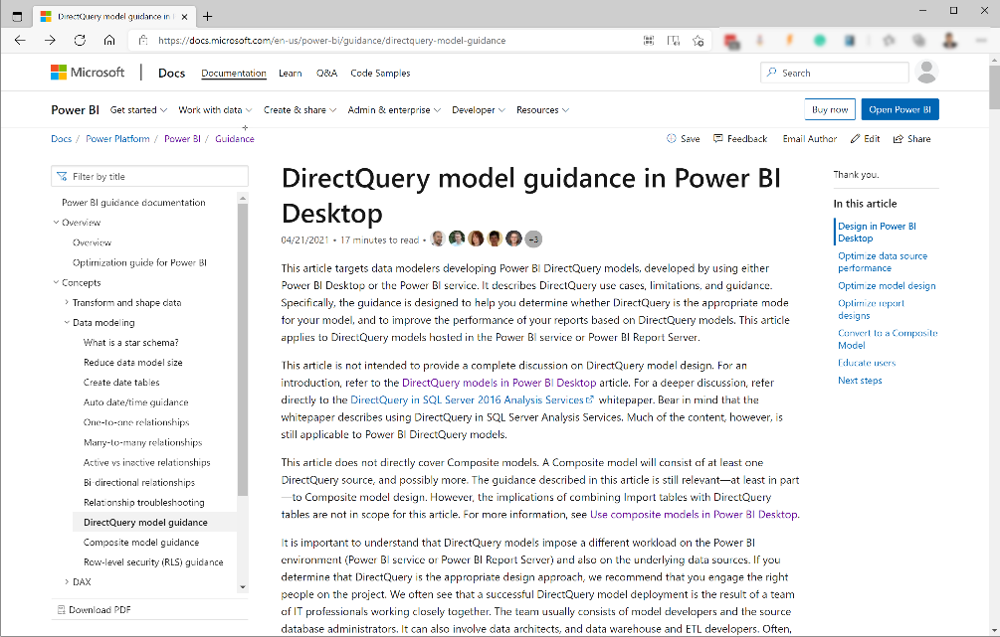 DirectQuery model guidance in
https://docs.microsoft.com/en-us/power-bi/guidance/directquery-model-guidance
Microsoft Docs Documentation Learn Q&A Code Samples Search
Power BI Get started Work with data Create & share Admin & enterprise Developer Resources Buy now Open Power BI
Docs / Power Platform / Power BI / Guidance
Save Feedback Email Author Edit Share
Filter by title
Power BI guidance documentation
Overview
Overview
Optimization guide for Power BI
Concepts
Transform and shape data
Data modeling
What is a star schema?
Reduce data model size
Create date tables
Auto date/time guidance
One-to-one relationships
Many-to-many relationships
Active vs inactive relationships
Bi-directional relationships
Relationship troubleshooting
DirectQuery model guidance
Composite model guidance
Row-level security (RLS) guidance
DAX
Download PDF
DirectQuery model guidance in Power BI
Desktop
04/21/2021 • 17 minutes to read • +3
This article targets data modelers developing Power BI DirectQuery models, developed by using either
Power BI Desktop or the Power BI service. It describes DirectQuery use cases, limitations, and guidance.
Specifically, the guidance is designed to help you determine whether DirectQuery is the appropriate mode
for your model, and to improve the performance of your reports based on DirectQuery models. This article
applies to DirectQuery models hosted in the Power BI service or Power BI Report Server.
This article is not intended to provide a complete discussion on DirectQuery model design. For an
introduction, refer to the DirectQuery models in Power BI Desktop article. For a deeper discussion, refer
directly to the DirectQuery in SQL Server 2016 Analysis Services whitepaper. Bear in mind that the
whitepaper describes using DirectQuery in SQL Server Analysis Services. Much of the content, however, is
still applicable to Power BI DirectQuery models.
This article does not directly cover Composite models. A Composite model will consist of at least one
DirectQuery source, and possibly more. The guidance described in this article is still relevant—at least in part
—to Composite model design. However, the implications of combining Import tables with DirectQuery
tables are not in scope for this article. For more information, see Use composite models in Power BI Desktop.
It is important to understand that DirectQuery models impose a different workload on the Power BI
environment (Power BI service or Power BI Report Server) and also on the underlying data sources. If you
determine that DirectQuery is the appropriate design approach, we recommend that you engage the right
people on the project. We often see that a successful DirectQuery model deployment is the result of a team
of IT professionals working closely together. The team usually consists of model developers and the source
database administrators. It can also involve data architects, and data warehouse and ETL developers. Often,
Thank you.
In this article
Design in Power BI
Desktop
Optimize data source
performance
Optimize model design
Optimize report
designs
Convert to a Composite
Model
Educate users
Next steps